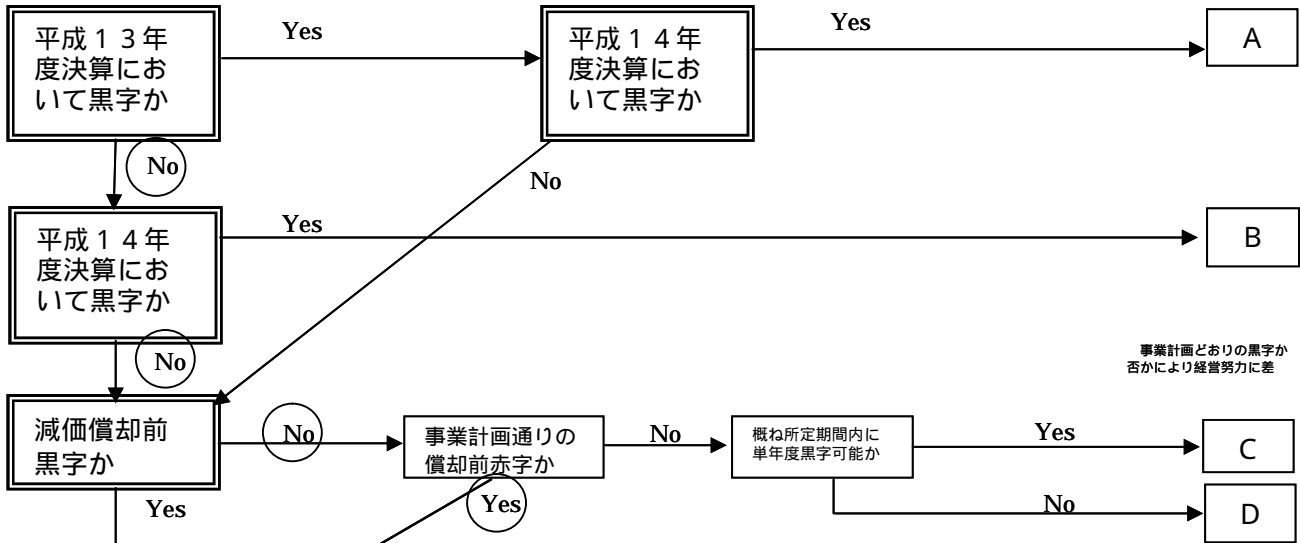 平成１３年
度決算にお
いて黒字か
Yes
平成１４年
度決算にお
いて黒字か
Yes
A
No
No
平成１４年
度決算にお
いて黒字か
Yes
B
No
事業計画どおりの黒字か
否かにより経営努力に差
減価償却前
黒字か
No
事業計画通りの
償却前赤字か
No
概ね所定期間内に
単年度黒字可能か
Yes
C
Yes
Yes
No
D